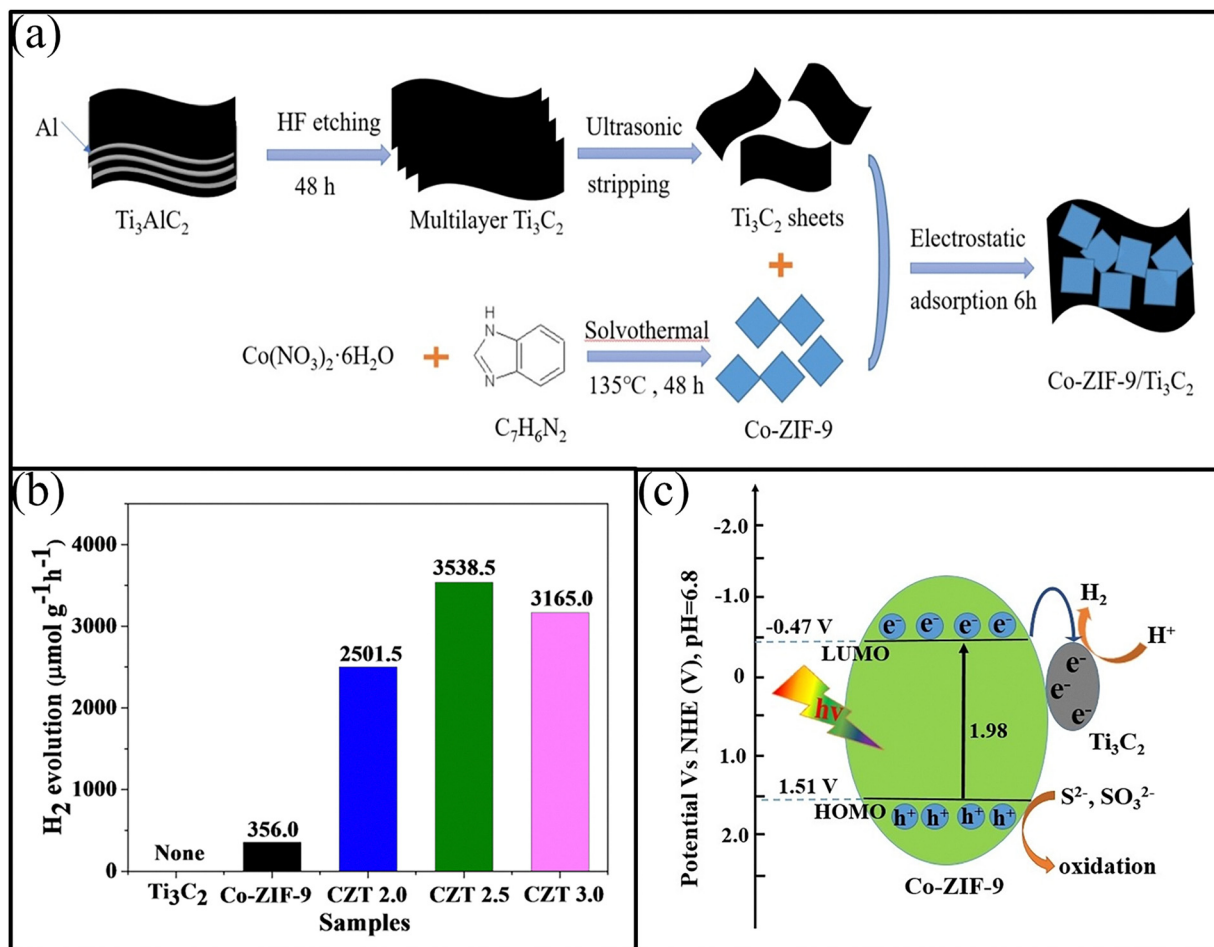 (a)
Al
Ti₃AlC₂
HF etching
48 h
Multilayer Ti₃C₂
Ultrasonic
stripping
Ti₃C₂ sheets
+
Co(NO₃)₂·6H₂O
+
H
N
N
C₇H₆N₂
Solvothermal
135°C , 48 h
Co-ZIF-9
Electrostatic
adsorption 6h
Co-ZIF-9/Ti₃C₂
(b)
H₂ evolution (μmol g⁻¹h⁻¹)
4000
3000
2000
1000
0
None
356.0
2501.5
3538.5
3165.0
Ti₃C₂
Co-ZIF-9
CZT 2.0
CZT 2.5
CZT 3.0
Samples
(c)
Potential Vs NHE (V), pH=6.8
-2.0
-1.0
0
1.0
2.0
-0.47 V
LUMO
e⁻ e⁻ e⁻ e⁻
hv
1.98
1.51 V
HOMO
h⁺ h⁺ h⁺ h⁺
Co-ZIF-9
H₂
H⁺
e⁻
e⁻
e⁻
Ti₃C₂
S²⁻, SO₃²⁻
oxidation